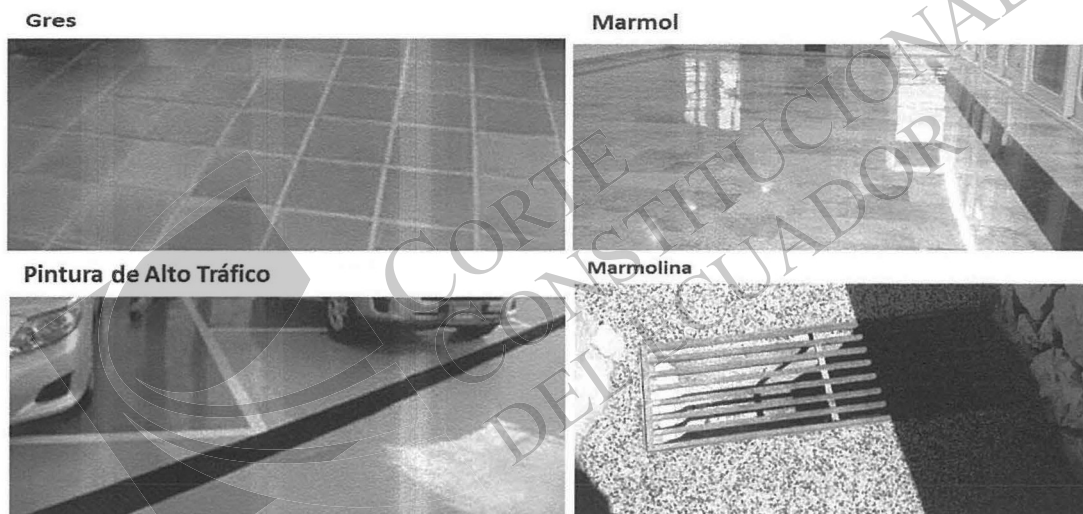 Gres
Marmol
Pintura de Alto Tráfico
Marmolina
CORTE
CONSTITUCIONAL
DEL ECUADOR